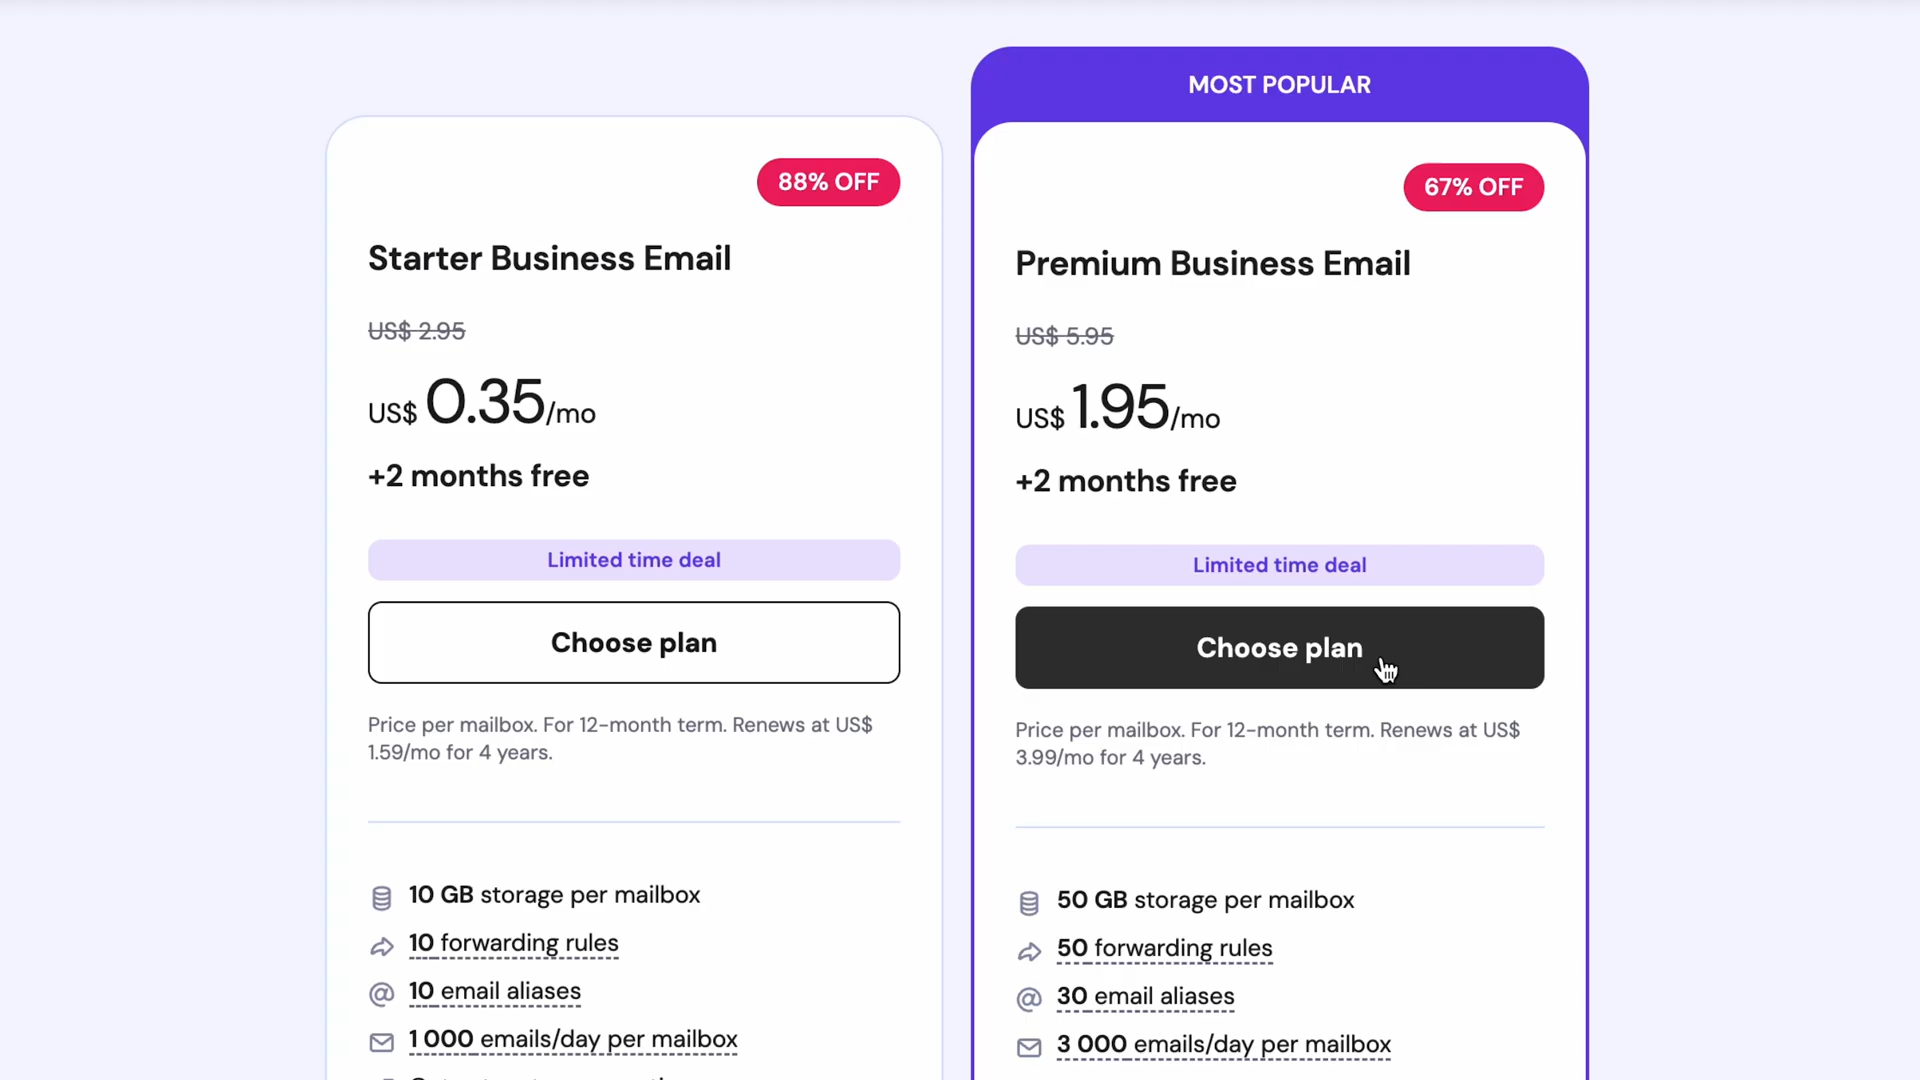 88% OFF
Starter Business Email
US$ 2.95
US$ 0.35/mo
+2 months free
Limited time deal
Choose plan
Price per mailbox. For 12-month term. Renews at US$
1.59/mo for 4 years.
10 GB storage per mailbox
10 forwarding rules
10 email aliases
1 000 emails/day per mailbox
MOST POPULAR
67% OFF
Premium Business Email
US$ 5.95
US$ 1.95/mo
+2 months free
Limited time deal
Choose plan
Price per mailbox. For 12-month term. Renews at US$
3.99/mo for 4 years.
50 GB storage per mailbox
50 forwarding rules
30 email aliases
3 000 emails/day per mailbox